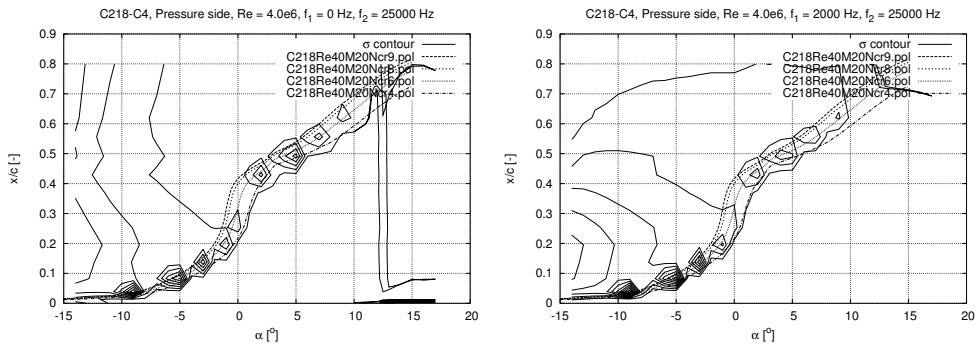 C218-C4, Pressure side, Re = 4.0e6, f1 = 0 Hz, f2 = 25000 Hz
0.9
0.8
0.7
0.6
0.5
0.4
0.3
0.2
0.1
0
x/c [-]
σ contour
C218Re40M20Ncr9.pol
C218Re40M20Ncr8.pol
C218Re40M20Ncr6.pol
C218Re40M20Ncr4.pol
-15 -10 -5 0 5 10 15 20
α [°]
C218-C4, Pressure side, Re = 4.0e6, f1 = 2000 Hz, f2 = 25000 Hz
0.9
0.8
0.7
0.6
0.5
0.4
0.3
0.2
0.1
0
x/c [-]
σ contour
C218Re40M20Ncr9.pol
C218Re40M20Ncr8.pol
C218Re40M20Ncr6.pol
C218Re40M20Ncr4.pol
-15 -10 -5 0 5 10 15 20
α [°]